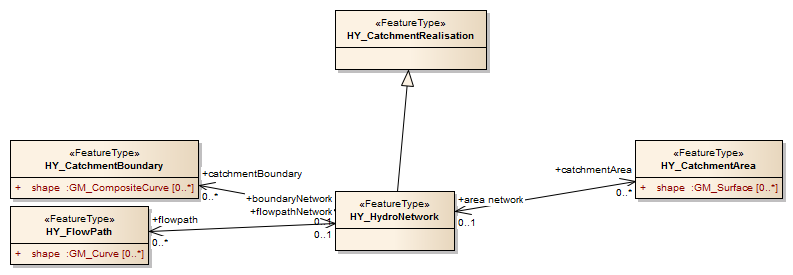 «FeatureType»
HY_CatchmentRealisation
«FeatureType»
HY_CatchmentBoundary
+ shape :GM_CompositeCurve [0..*]
+catchmentBoundary
0..*
+boundaryNetwork
0..1
«FeatureType»
HY_FlowPath
+ shape :GM_Curve [0..*]
+flowpath
0..*
+flowpathNetwork
0..1
«FeatureType»
HY_HydroNetwork
+area network
0..1
+catchmentArea
0..*
«FeatureType»
HY_CatchmentArea
+ shape :GM_Surface [0..*]